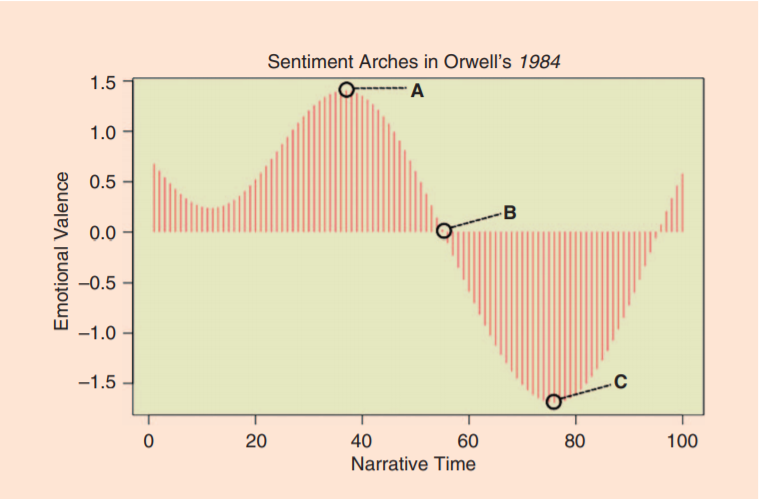 Sentiment Arches in Orwell's 1984
1.5
1.0
0.5
0.0
−0.5
−1.0
−1.5
Emotional Valence
A
B
C
0 20 40 60 80 100
Narrative Time